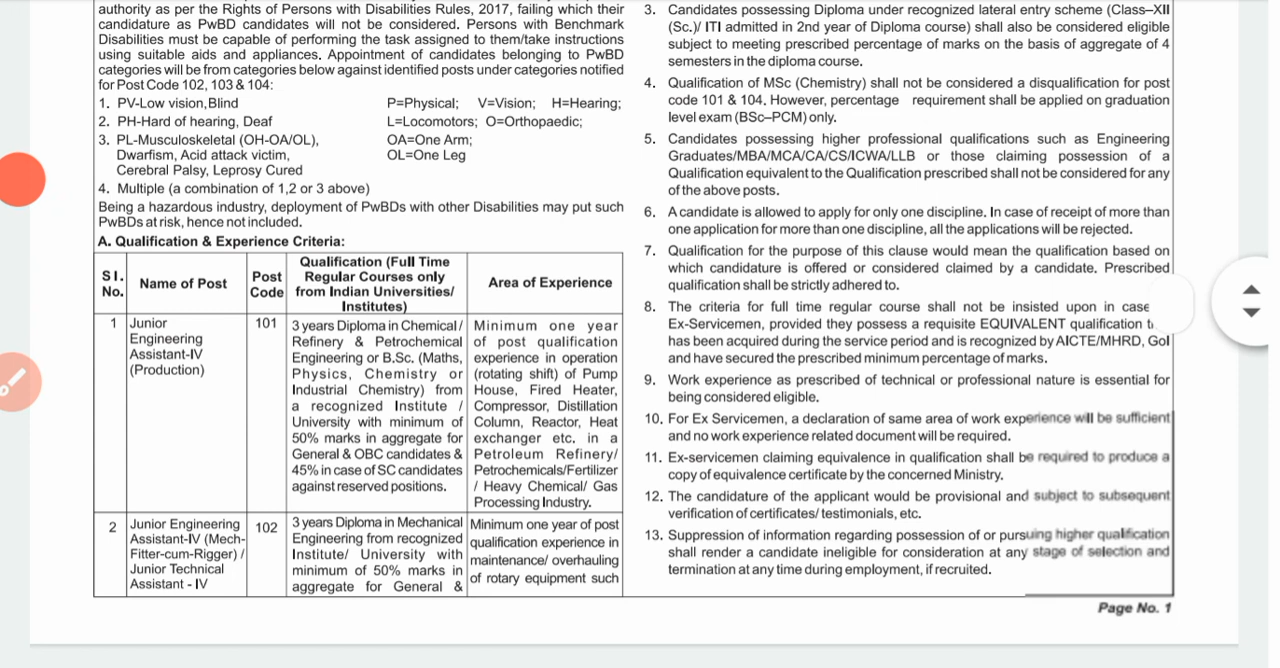 authority as per the Rights of Persons with Disabilities Rules, 2017, failing which their
candidature as PwBD candidates will not be considered. Persons with Benchmark
Disabilities must be capable of performing the task assigned to them/take instructions
using suitable aids and appliances. Appointment of candidates belonging to PwBD
categories will be from categories below against identified posts under categories notified
for Post Code 102, 103 & 104:
1. PV-Low vision, Blind P=Physical; V=Vision; H=Hearing;
2. PH-Hard of hearing, Deaf L=Locomotors; O=Orthopaedic;
3. PL-Musculoskeletal (OH-OA/OL), OA=One Arm;
Dwarfism, Acid attack victim, OL=One Leg
Cerebral Palsy, Leprosy Cured
4. Multiple (a combination of 1,2 or 3 above)
Being a hazardous industry, deployment of PwBDs with other Disabilities may put such
PwBDs at risk, hence not included.
A. Qualification & Experience Criteria:
Sl. No.
Name of Post
Post Code
Qualification (Full Time
Regular Courses only
from Indian Universities/
Institutes)
Area of Experience
1
Junior
Engineering
Assistant-IV
(Production)
101
3 years Diploma in Chemical/
Refinery & Petrochemical
Engineering or B.Sc. (Maths,
Physics, Chemistry or
Industrial Chemistry) from
a recognized Institute /
University with minimum of
50% marks in aggregate for
General & OBC candidates &
45% in case of SC candidates
against reserved positions.
Minimum one year
of post qualification
experience in operation
(rotating shift) of Pump
House, Fired Heater,
Compressor, Distillation
Column, Reactor, Heat
exchanger etc. in a
Petroleum Refinery/
Petrochemicals/Fertilizer
/ Heavy Chemical/ Gas
Processing Industry.
2
Junior Engineering
Assistant-IV (Mech-
Fitter-cum-Rigger) /
Junior Technical
Assistant - IV
102
3 years Diploma in Mechanical
Engineering from recognized
Institute/ University with
minimum of 50% marks in
aggregate for General &
Minimum one year of post
qualification experience in
maintenance/ overhauling
of rotary equipment such
3. Candidates possessing Diploma under recognized lateral entry scheme (Class–XII
(Sc.)/ ITI admitted in 2nd year of Diploma course) shall also be considered eligible
subject to meeting prescribed percentage of marks on the basis of aggregate of 4
semesters in the diploma course.
4. Qualification of MSc (Chemistry) shall not be considered a disqualification for post
code 101 & 104. However, percentage requirement shall be applied on graduation
level exam (BSc–PCM) only.
5. Candidates possessing higher professional qualifications such as Engineering
Graduates/MBA/MCA/CA/CS/ICWA/LLB or those claiming possession of a
Qualification equivalent to the Qualification prescribed shall not be considered for any
of the above posts.
6. A candidate is allowed to apply for only one discipline. In case of receipt of more than
one application for more than one discipline, all the applications will be rejected.
7. Qualification for the purpose of this clause would mean the qualification based on
which candidature is offered or considered claimed by a candidate. Prescribed
qualification shall be strictly adhered to.
8. The criteria for full time regular course shall not be insisted upon in case
Ex-Servicemen, provided they possess a requisite EQUIVALENT qualification
has been acquired during the service period and is recognized by AICTE/MHRD, GoI
and have secured the prescribed minimum percentage of marks.
9. Work experience as prescribed of technical or professional nature is essential for
being considered eligible.
10. For Ex Servicemen, a declaration of same area of work experience will be sufficient
and no work experience related document will be required.
11. Ex-servicemen claiming equivalence in qualification shall be required to produce a
copy of equivalence certificate by the concerned Ministry.
12. The candidature of the applicant would be provisional and subject to subsequent
verification of certificates/ testimonials, etc.
13. Suppression of information regarding possession of or pursuing higher qualification
shall render a candidate ineligible for consideration at any stage of selection and
termination at any time during employment, if recruited.
Page No. 1